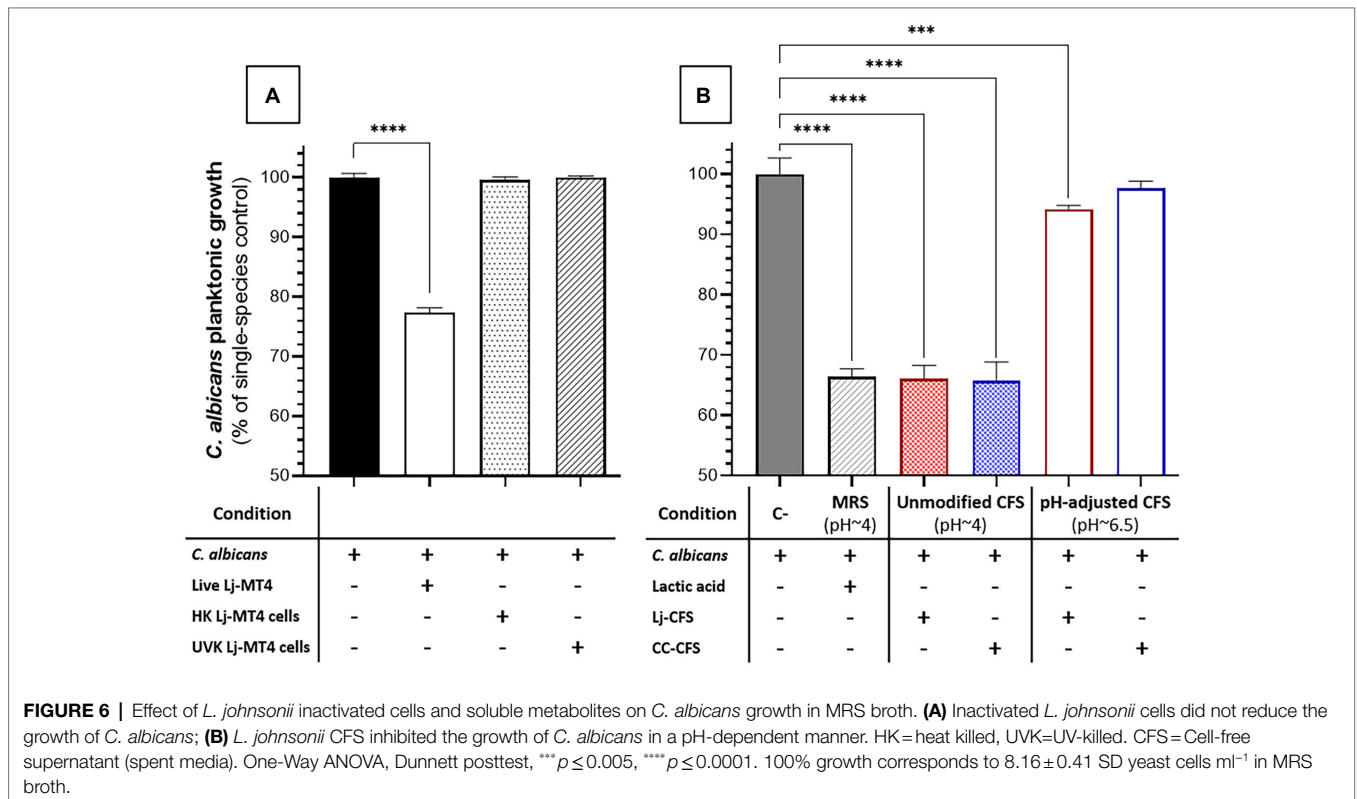 A
****
C. albicans planktonic growth
(% of single-species control)
100
90
80
70
60
50
Condition
C. albicans + + + +
Live Lj-MT4 - + - -
HK Lj-MT4 cells - - + -
UVK Lj-MT4 cells - - - +
B
***
****
****
****
100
90
80
70
60
50
Condition C- MRS (pH~4) Unmodified CFS (pH~4) pH-adjusted CFS (pH~6.5)
C. albicans + + + + + +
Lactic acid - + - - - -
Lj-CFS - - + - + -
CC-CFS - - - + - +
FIGURE 6 | Effect of L. johnsonii inactivated cells and soluble metabolites on C. albicans growth in MRS broth. (A) Inactivated L. johnsonii cells did not reduce the
growth of C. albicans; (B) L. johnsonii CFS inhibited the growth of C. albicans in a pH-dependent manner. HK=heat killed, UVK=UV-killed. CFS=Cell-free
supernatant (spent media). One-Way ANOVA, Dunnett posttest, ***p≤0.005, ****p≤0.0001. 100% growth corresponds to 8.16±0.41 SD yeast cells ml⁻¹ in MRS
broth.